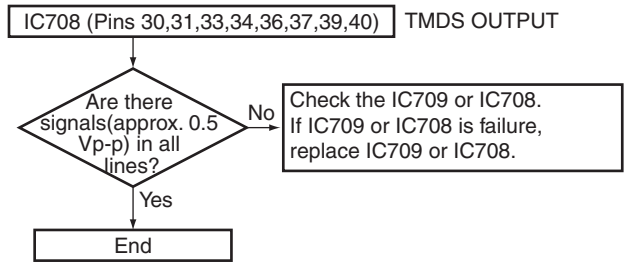 IC708 (Pins 30,31,33,34,36,37,39,40) TMDS OUTPUT
Are there
signals(approx. 0.5
Vp-p) in all
lines?
No
Check the IC709 or IC708.
If IC709 or IC708 is failure,
replace IC709 or IC708.
Yes
End